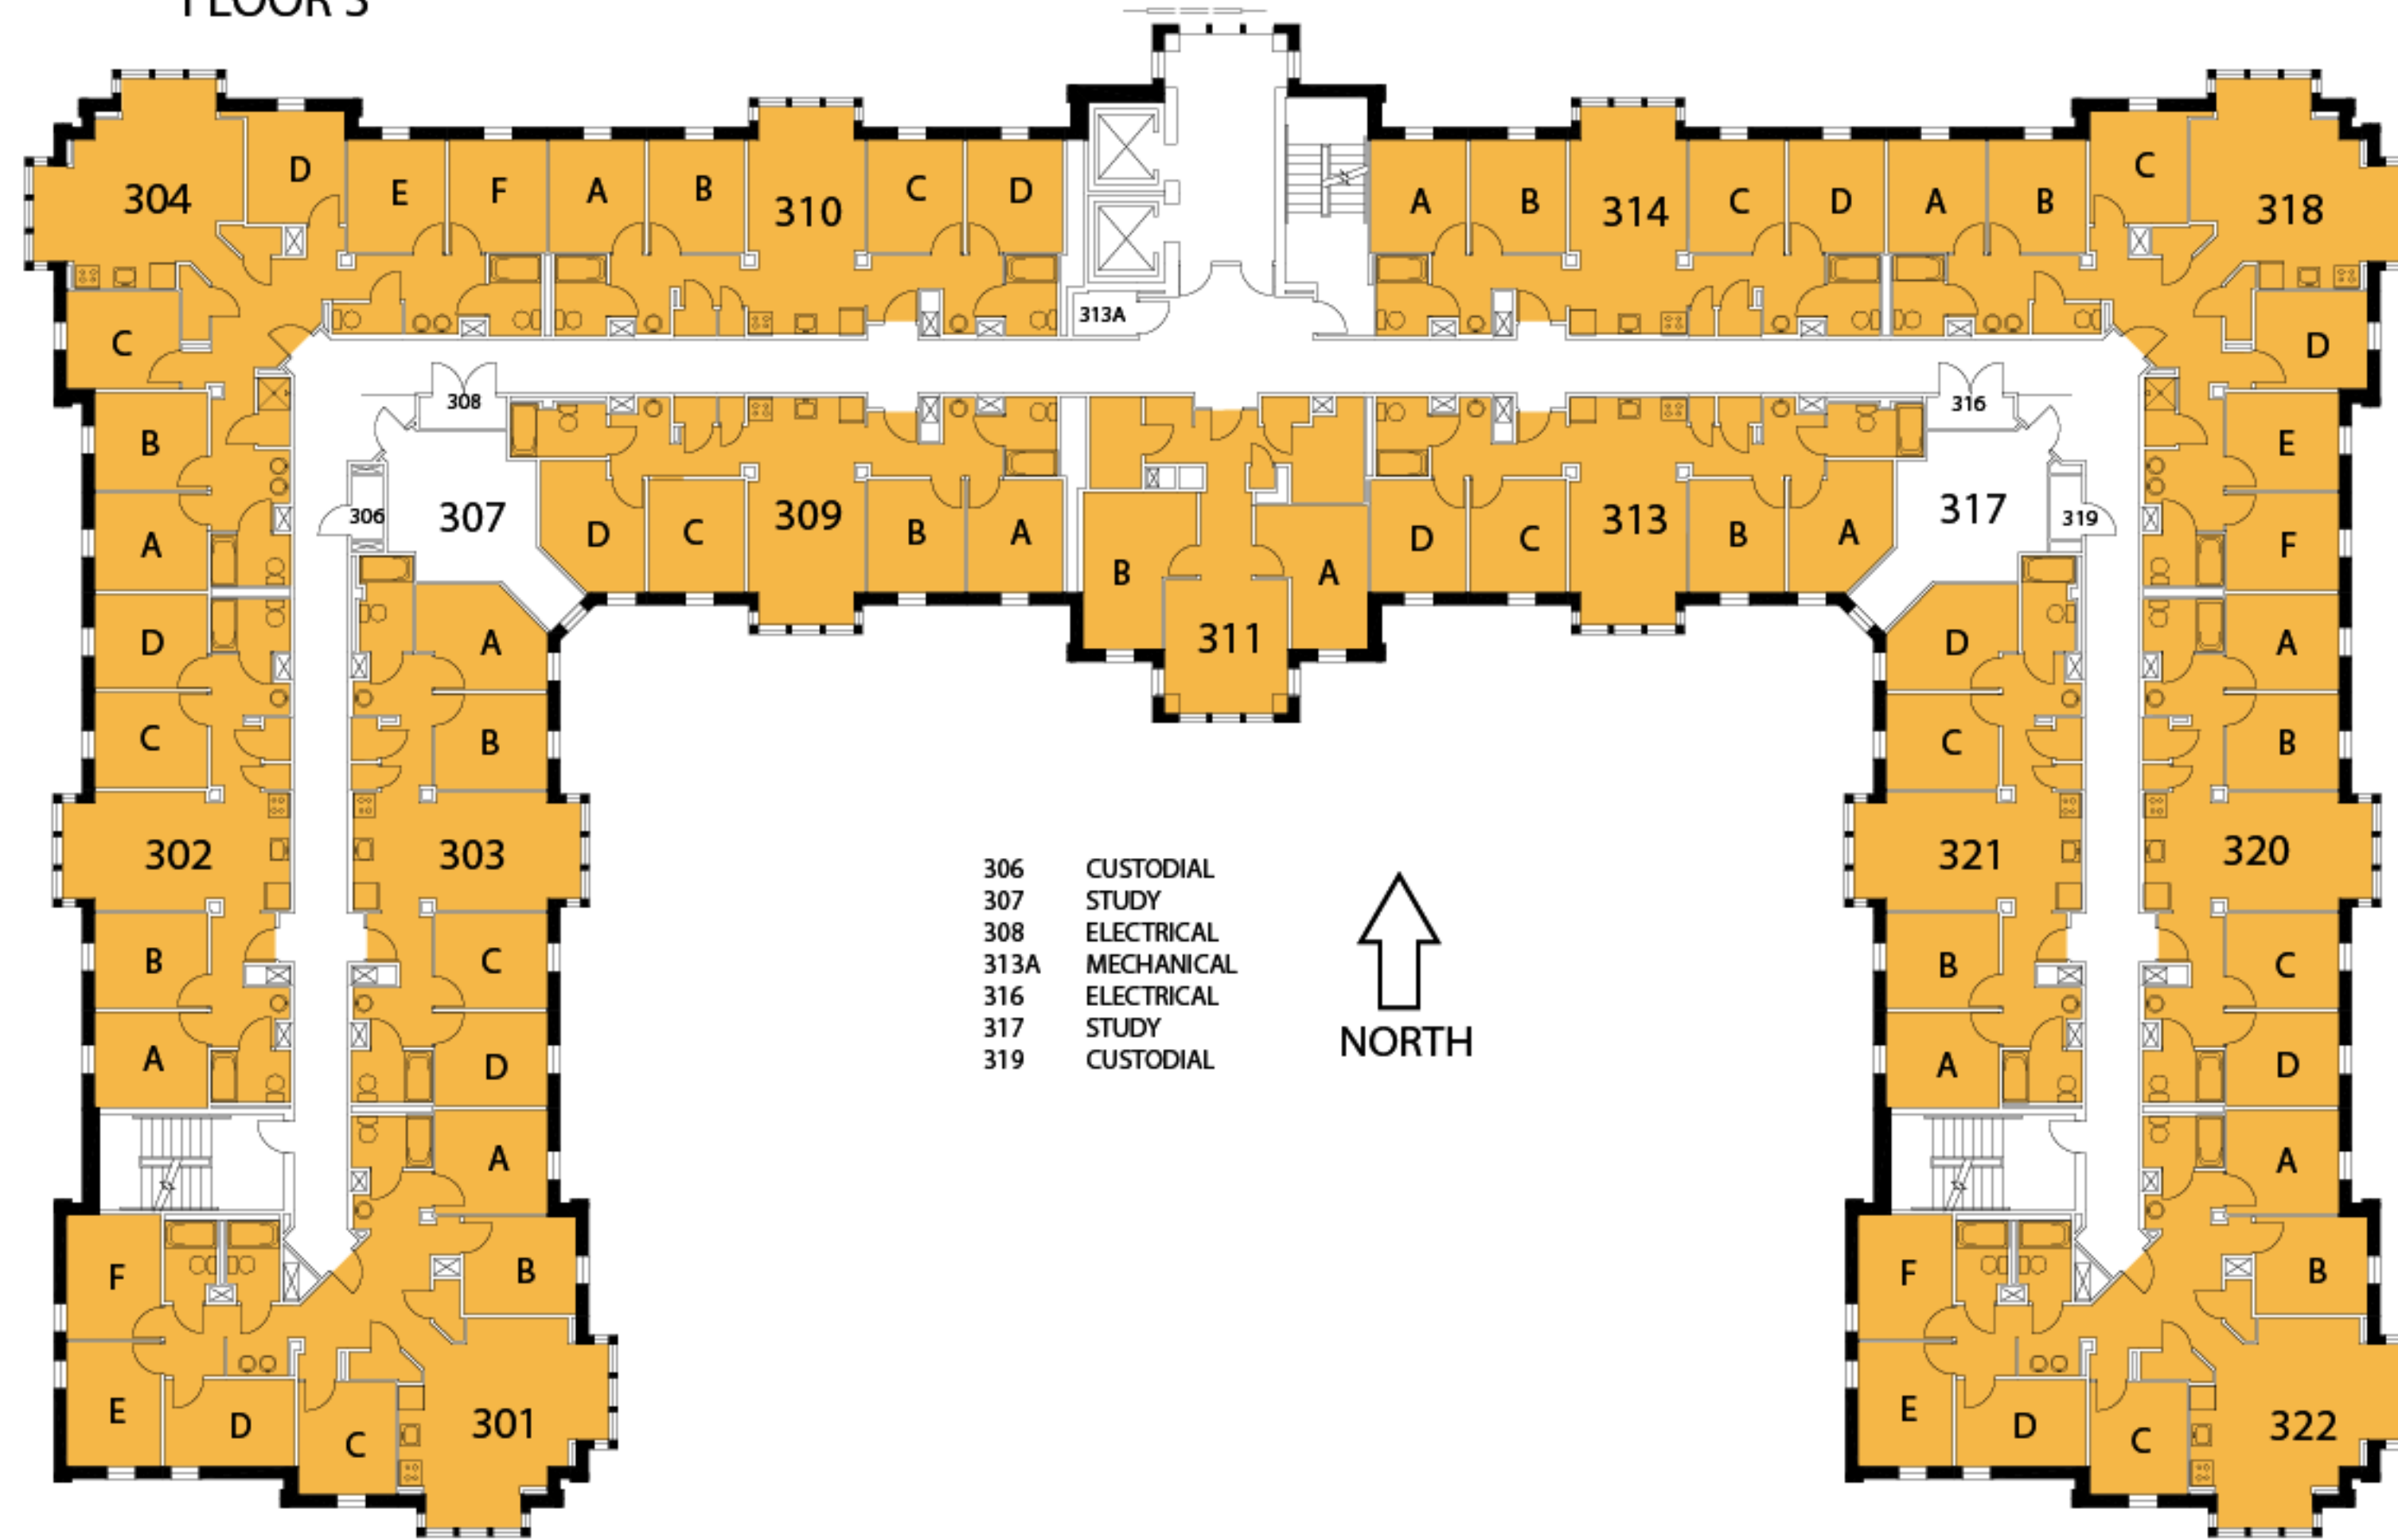 FLOOR 3
D
C
304
E
F
A
B
310
C
D
A
B
314
C
D
A
B
318
313A
C
D
308
316
B
E
306
307
D
C
309
B
A
B
A
D
C
313
B
A
317
319
A
F
311
D
A
D
A
C
B
C
B
302
303
321
320
306 CUSTODIAL
307 STUDY
308 ELECTRICAL
313A MECHANICAL
316 ELECTRICAL
317 STUDY
319 CUSTODIAL
NORTH
B
C
B
C
A
D
A
D
A
A
F
B
F
B
E
D
C
301
E
D
C
322